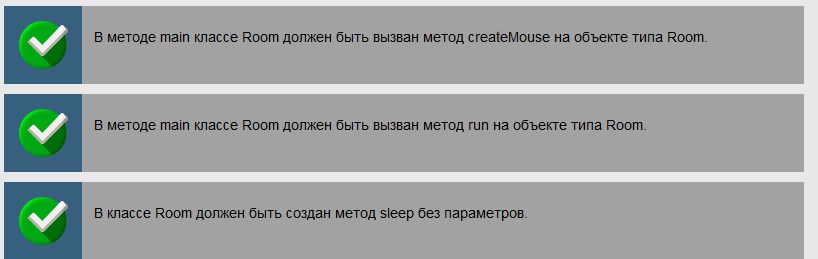 В методе main классе Room должен быть вызван метод createMouse на объекте типа Room.
В методе main классе Room должен быть вызван метод run на объекте типа Room.
В классе Room должен быть создан метод sleep без параметров.